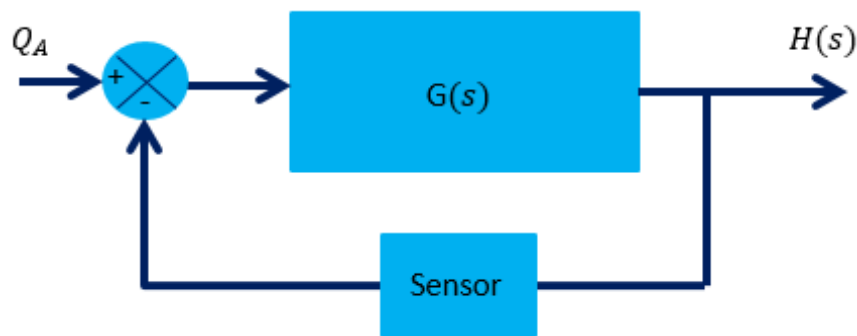 Q_A
H(s)
+
-
G(s)
Sensor